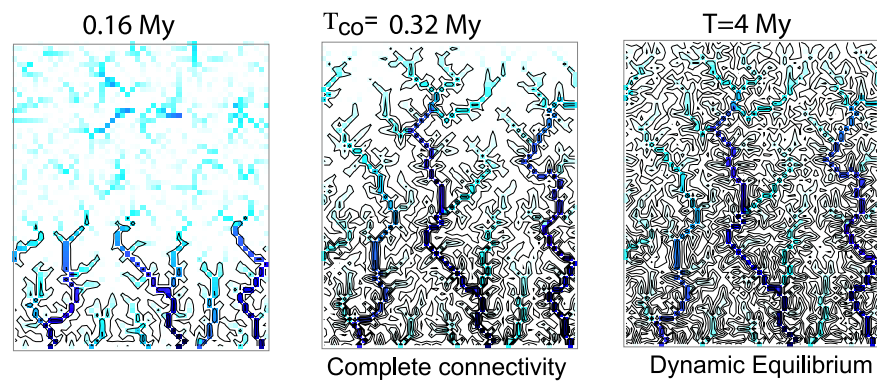 0.16 My
Tco= 0.32 My
T=4 My
Complete connectivity
Dynamic Equilibrium